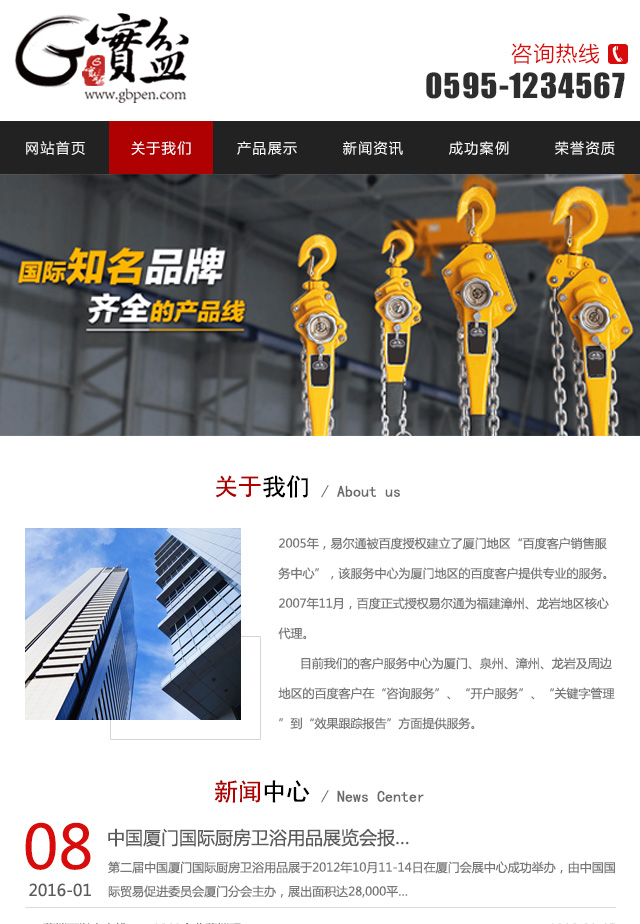 G實盆
www.gbpen.com
咨询热线
0595-1234567
网站首页 关于我们 产品展示 新闻资讯 成功案例 荣誉资质
国际知名品牌
齐全的产品线
关于我们 / About us
2005年，易尔通被百度授权建立了厦门地区“百度客户销售服
务中心”，该服务中心为厦门地区的百度客户提供专业的服务。
2007年11月，百度正式授权易尔通为福建漳州、龙岩地区核心
代理。
目前我们的客户服务中心为厦门、泉州、漳州、龙岩及周边
地区的百度客户在“咨询服务”、“开户服务”、“关键字管理
”到“效果跟踪报告”方面提供服务。
新闻中心 / News Center
08
2016-01
中国厦门国际厨房卫浴用品展览会报...
第二届中国厦门国际厨房卫浴用品展于2012年10月11-14日在厦门会展中心成功举办，由中国国
际贸易促进委员会厦门分会主办，展出面积达28,000平...